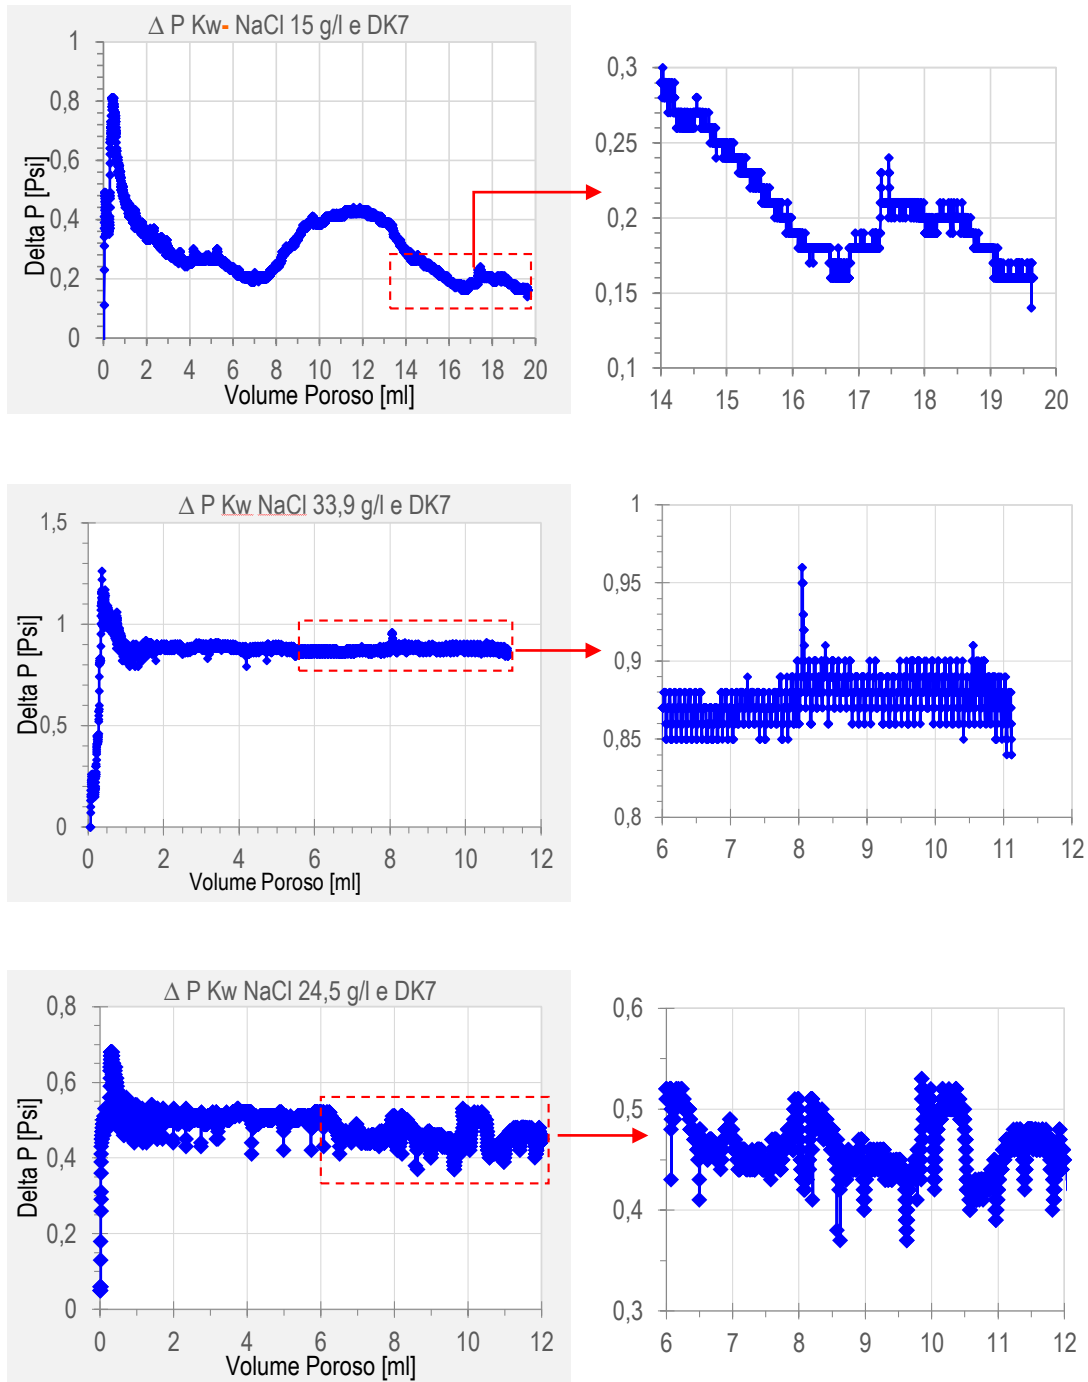 Δ P Kw- NaCl 15 g/l e DK7
Delta P [Psi]
1
0,8
0,6
0,4
0,2
0
0 2 4 6 8 10 12 14 16 18 20
Volume Poroso [ml]
0,3
0,25
0,2
0,15
0,1
14 15 16 17 18 19 20
Δ P Kw NaCl 33,9 g/l e DK7
Delta P [Psi]
1,5
1
0,5
0
0 2 4 6 8 10 12
Volume Poroso [ml]
1
0,95
0,9
0,85
0,8
6 7 8 9 10 11 12
Δ P Kw NaCl 24,5 g/l e DK7
Delta P [Psi]
0,8
0,6
0,4
0,2
0
0 2 4 6 8 10 12
Volume Poroso [ml]
0,6
0,5
0,4
0,3
6 7 8 9 10 11 12